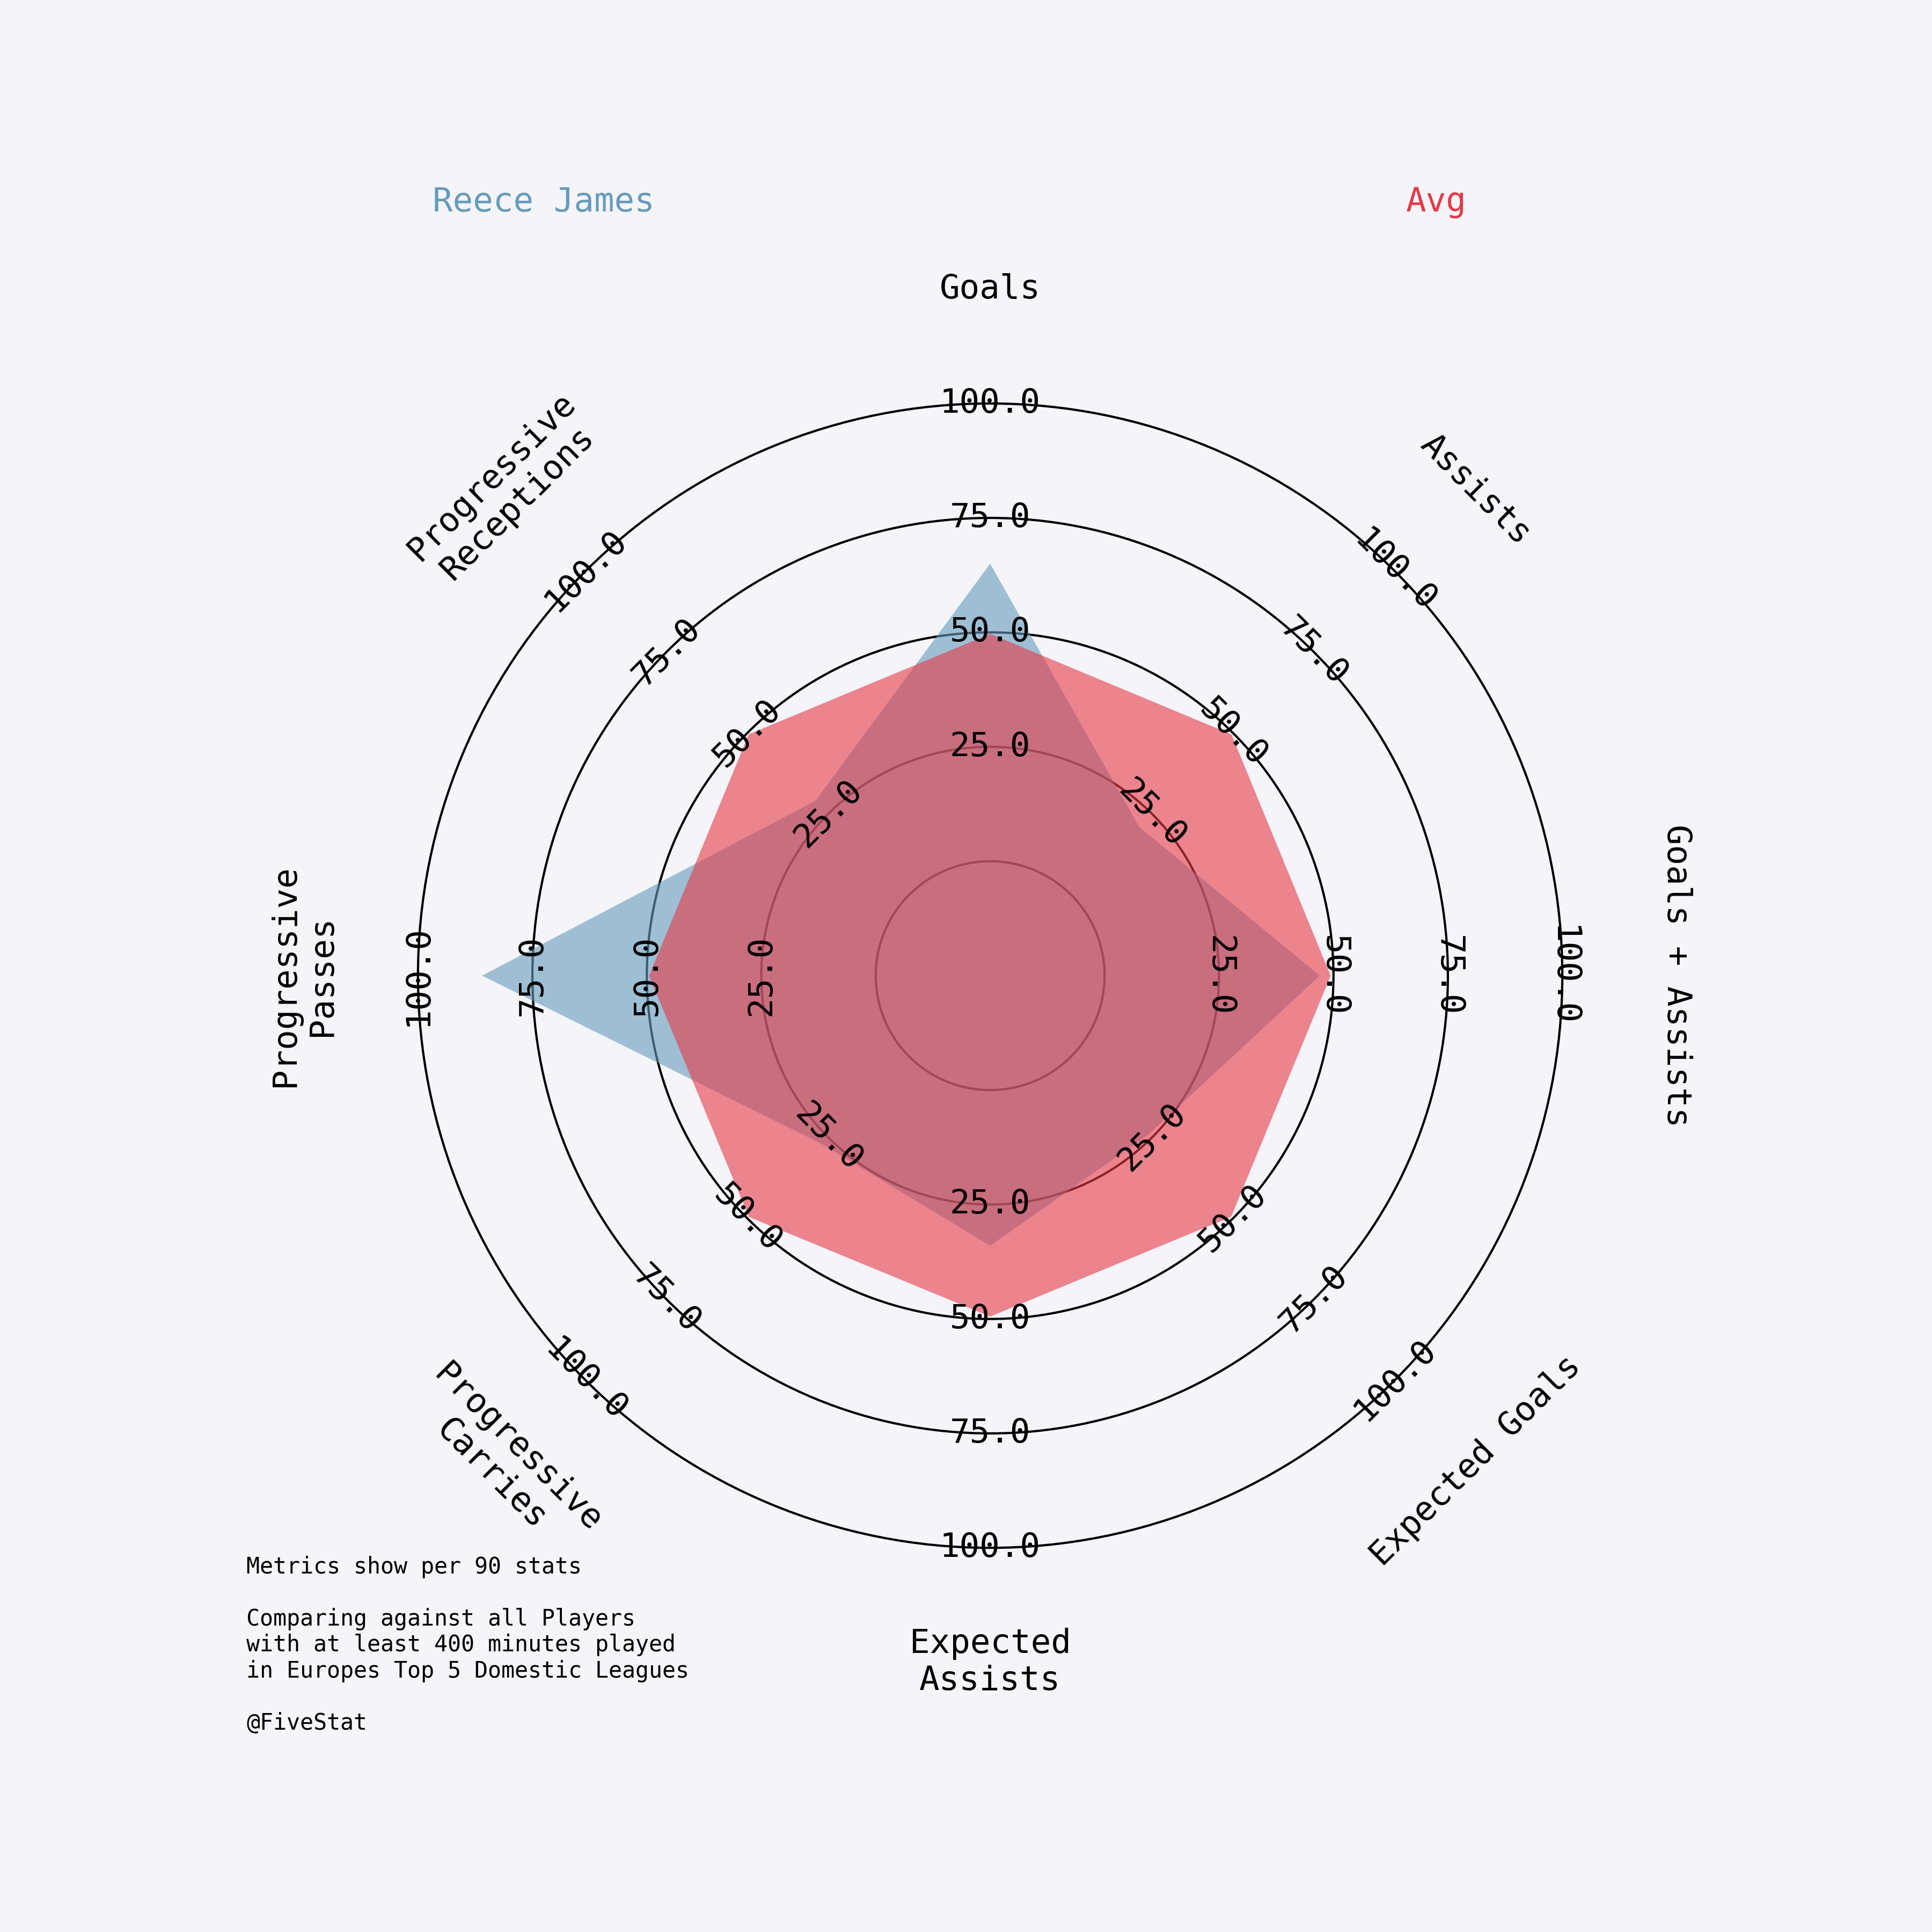 Reece James
Avg
Goals
Assists
Goals + Assists
Expected Goals
Expected
Assists
Progressive
Carries
Progressive
Passes
Progressive
Receptions
25.0
50.0
75.0
100.0
25.0
50.0
75.0
100.0
25.0
50.0
75.0
100.0
25.0
50.0
75.0
100.0
25.0
50.0
75.0
100.0
25.0
50.0
75.0
100.0
25.0
50.0
75.0
100.0
25.0
50.0
75.0
100.0
Metrics show per 90 stats
Comparing against all Players
with at least 400 minutes played
in Europes Top 5 Domestic Leagues
@FiveStat